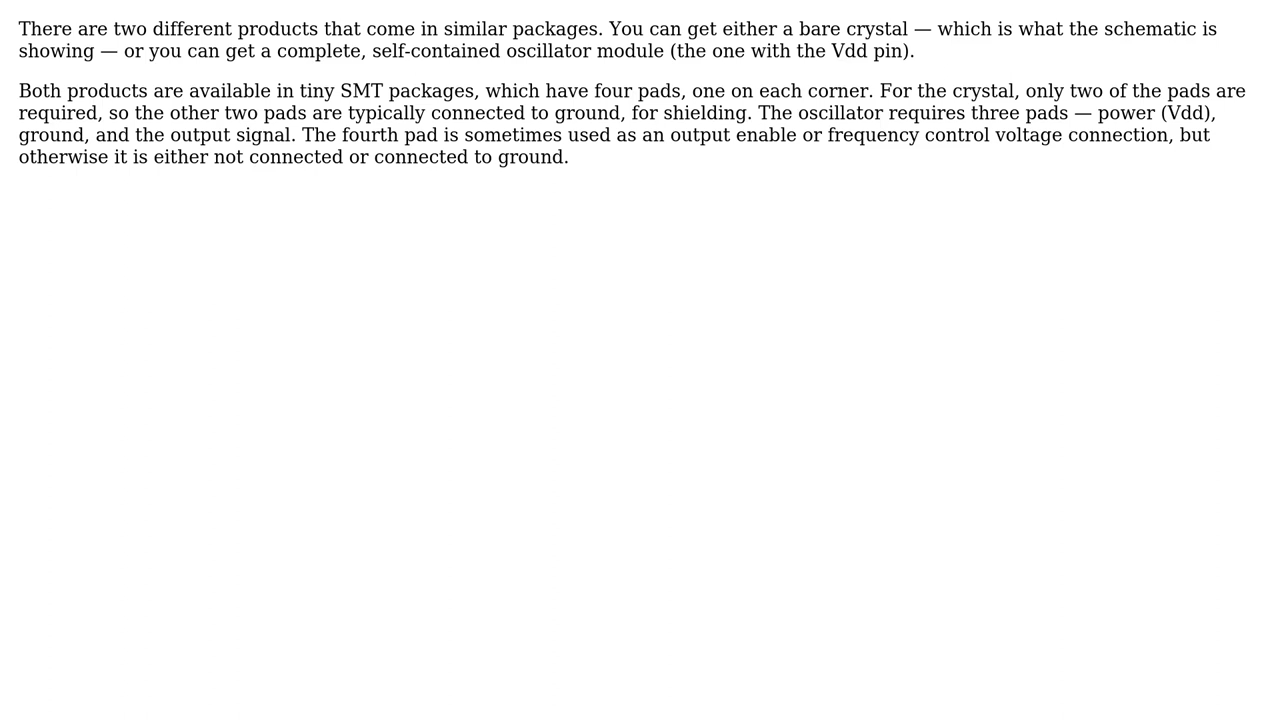 There are two different products that come in similar packages. You can get either a bare crystal — which is what the schematic is
showing — or you can get a complete, self-contained oscillator module (the one with the Vdd pin).
Both products are available in tiny SMT packages, which have four pads, one on each corner. For the crystal, only two of the pads are
required, so the other two pads are typically connected to ground, for shielding. The oscillator requires three pads — power (Vdd),
ground, and the output signal. The fourth pad is sometimes used as an output enable or frequency control voltage connection, but
otherwise it is either not connected or connected to ground.